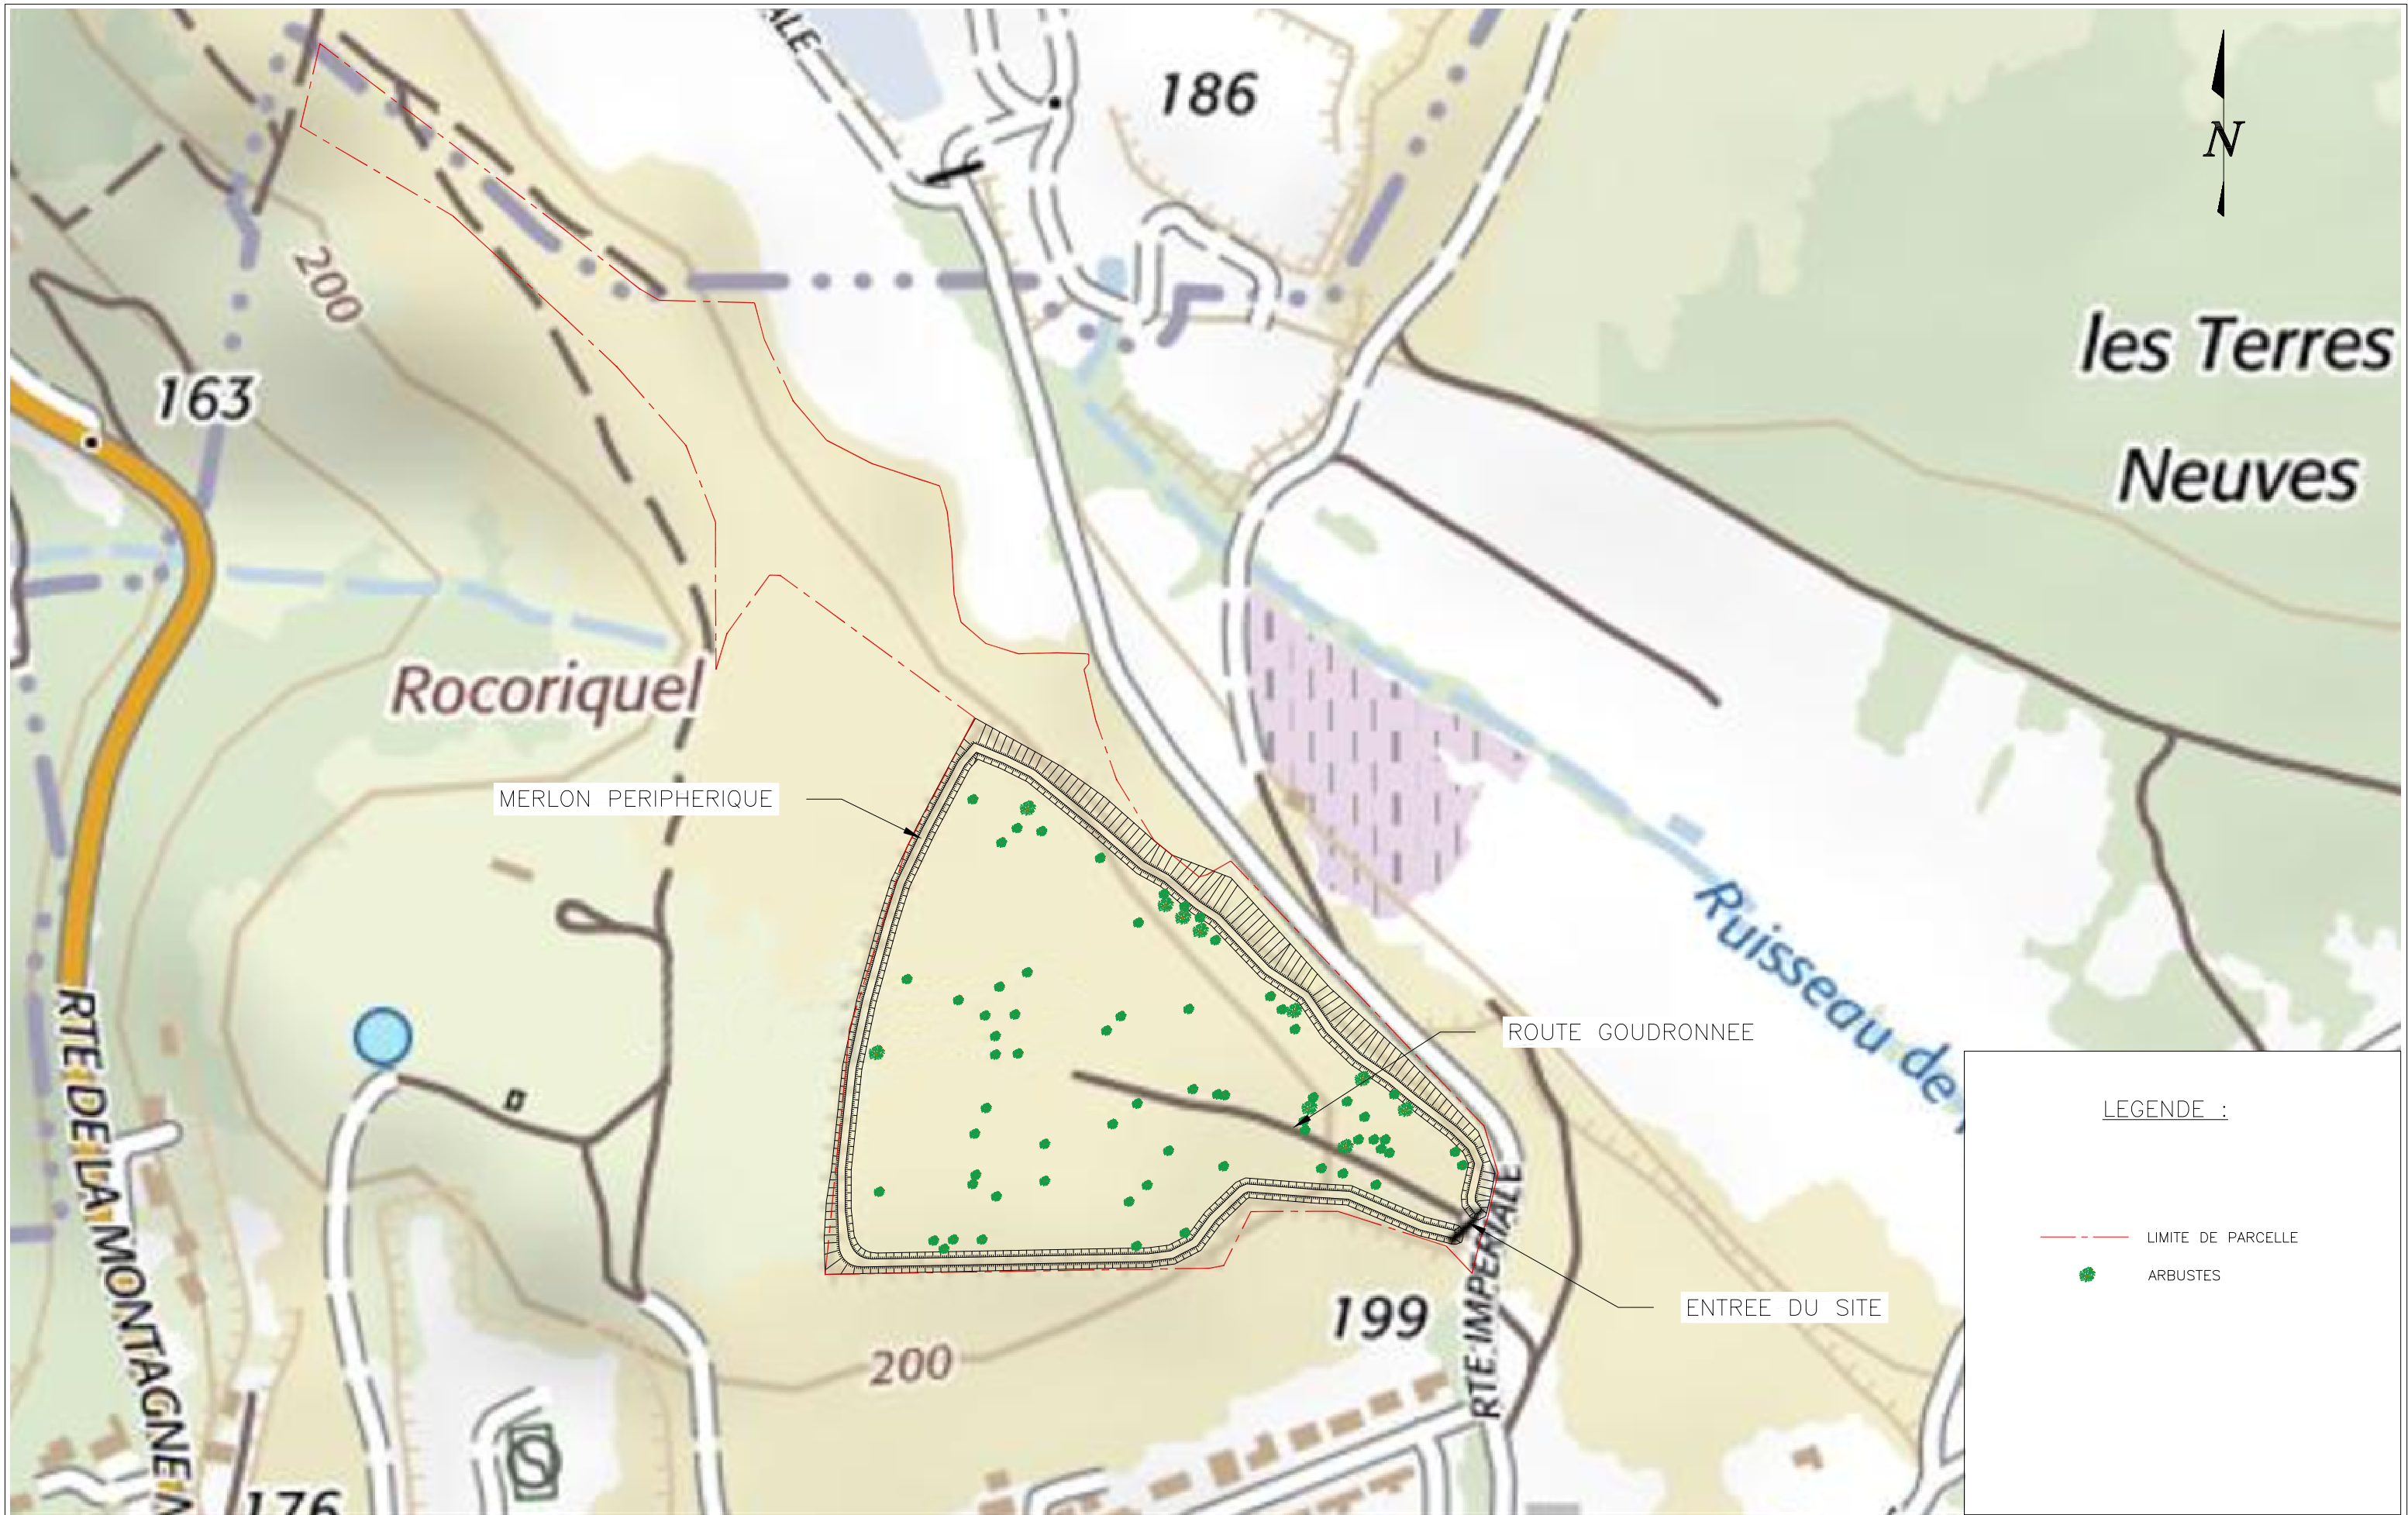 ALE
186
N
200
163
les Terres
Neuves
Rocoriquel
MERLON PERIPHERIQUE
ROUTE GOUDRONNEE
Ruisseau de
RTE DE LA MONTAGNE
LEGENDE :
LIMITE DE PARCELLE
ARBUSTES
RTE IMPERIALE
ENTREE DU SITE
199
200
176